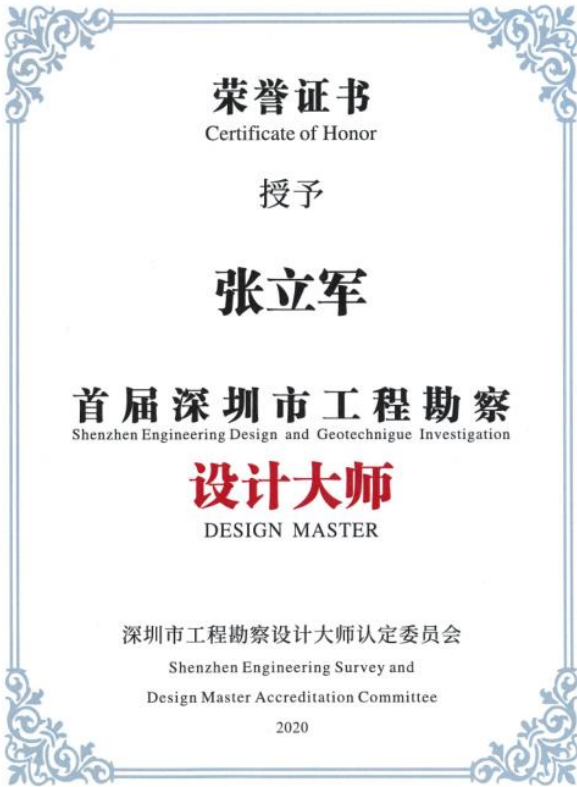 荣誉证书
Certificate of Honor
授予
张立军
首届深圳市工程勘察
Shenzhen Engineering Design and Geotechnigue Investigation
设计大师
DESIGN MASTER
深圳市工程勘察设计大师认定委员会
Shenzhen Engineering Survey and
Design Master Accreditation Committee
2020